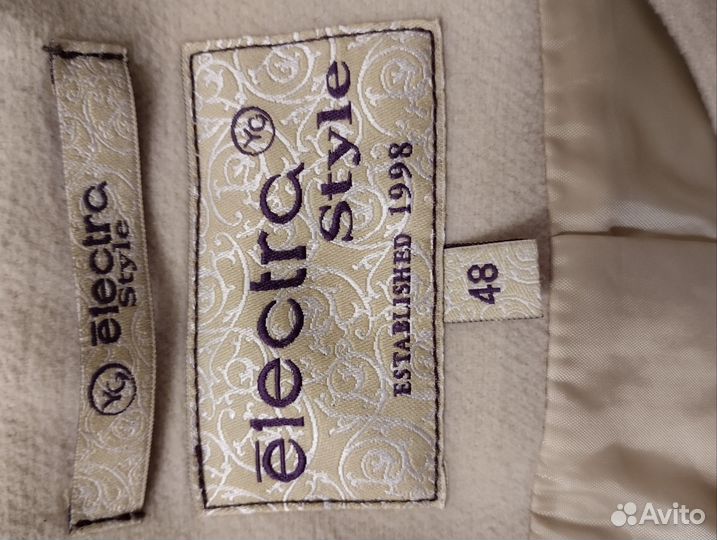 YG ēlectra
Style
ēlectra YG
Style
ESTABLISHED 1998
48
Avito